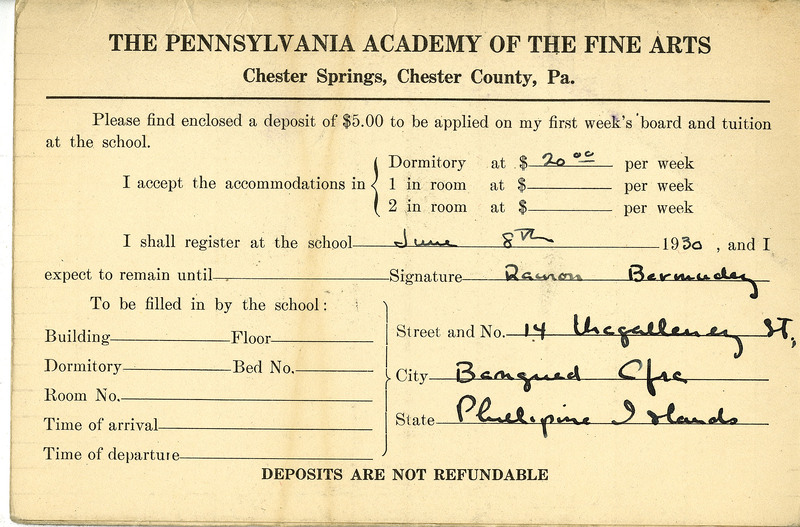 THE PENNSYLVANIA ACADEMY OF THE FINE ARTS
Chester Springs, Chester County, Pa.
Please find enclosed a deposit of $5.00 to be applied on my first week's board and tuition
at the school.
I accept the accommodations in
Dormitory at $ 20 00 per week
1 in room at $ per week
2 in room at $ per week
I shall register at the school June 8th 1930 , and I
expect to remain until Signature Ramon Bermudez
To be filled in by the school:
Building Floor
Dormitory Bed No.
Room No.
Time of arrival
Time of departure
Street and No. 14 St,
City Bangued
State Phillipine Islands
DEPOSITS ARE NOT REFUNDABLE